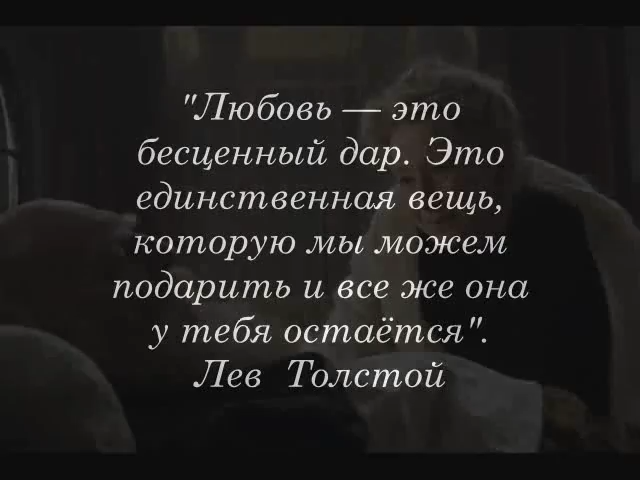 "Любовь — это
бесценный дар. Это
единственная вещь,
которую мы можем
подарить и все же она
у тебя остаётся".
Лев Толстой